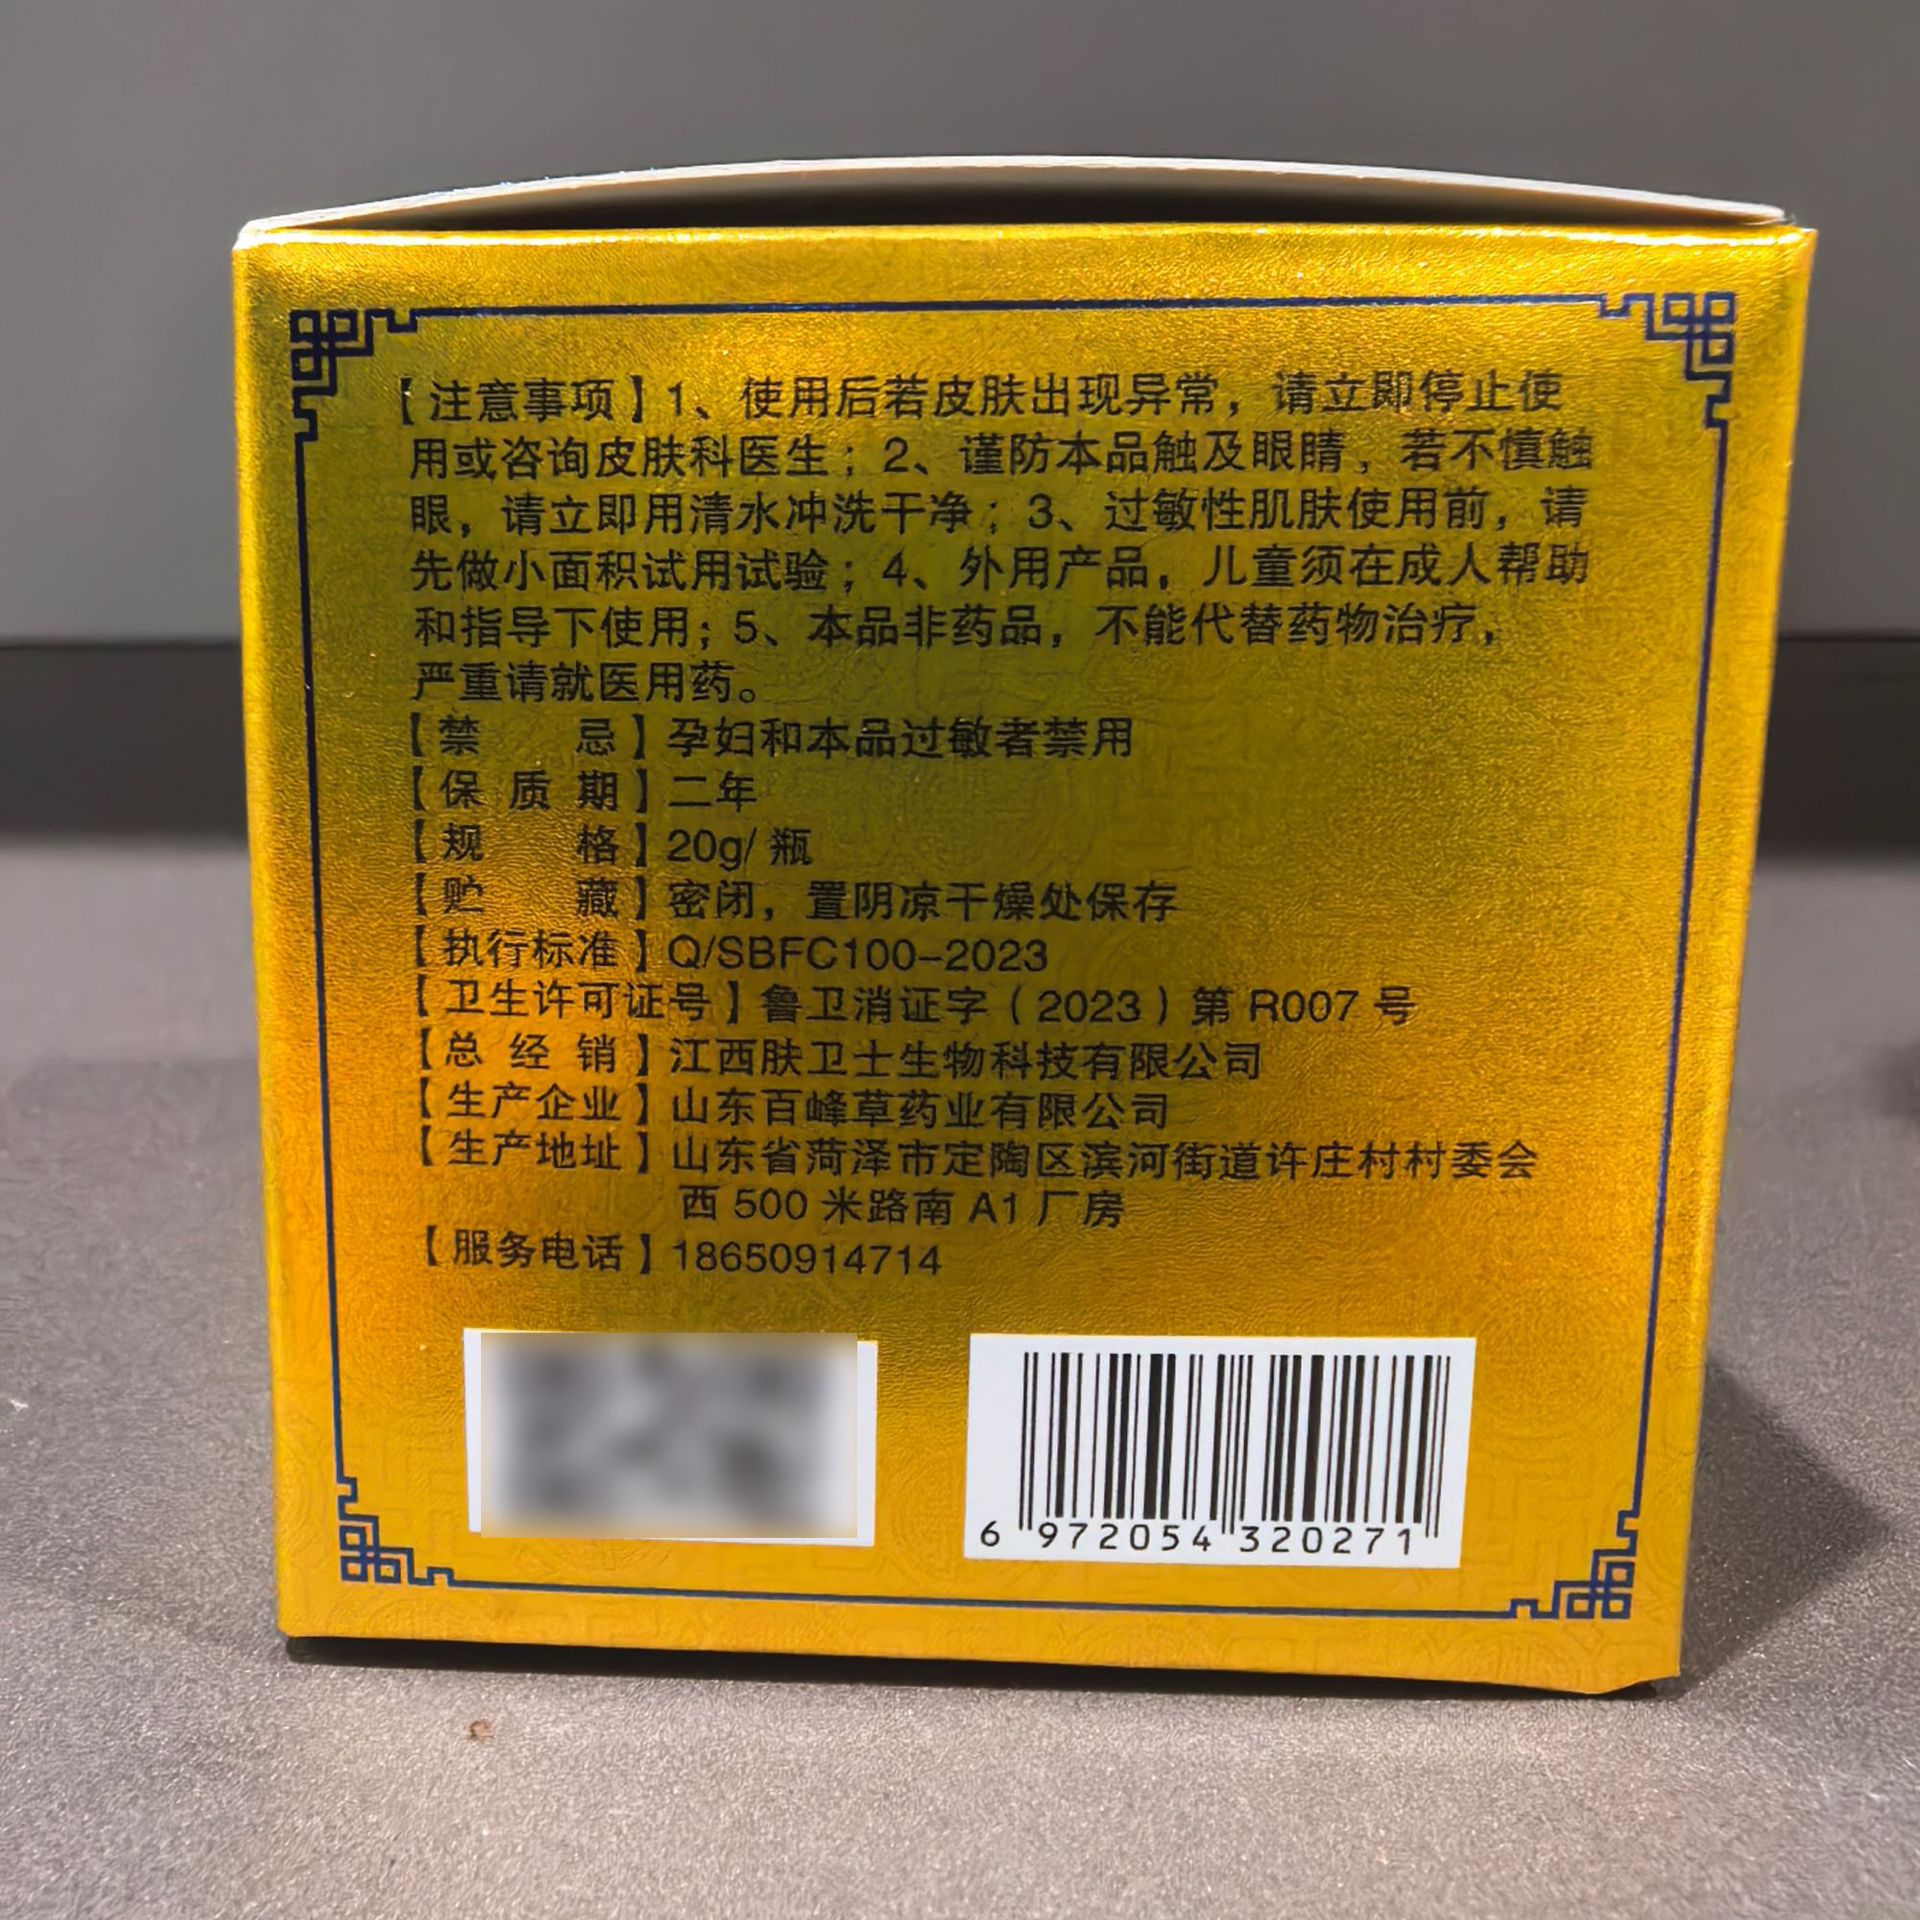 【注意事项】1、使用后若皮肤出现异常，请立即停止使
用或咨询皮肤科医生；2、谨防本品触及眼睛，若不慎触
眼，请立即用清水冲洗干净；3、过敏性肌肤使用前，请
先做小面积试用试验；4、外用产品，儿童须在成人帮助
和指导下使用；5、本品非药品，不能代替药物治疗，
严重请就医用药。
【禁忌】孕妇和本品过敏者禁用
【保质期】二年
【规格】20g/瓶
【贮藏】密闭，置阴凉干燥处保存
【执行标准】Q/SBFC100-2023
【卫生许可证号】鲁卫消证字（2023）第R007号
【总经销】江西肤卫士生物科技有限公司
【生产企业】山东百峰草药业有限公司
【生产地址】山东省菏泽市定陶区滨河街道许庄村村委会
西500米路南A1厂房
【服务电话】18650914714
6 972054 320271